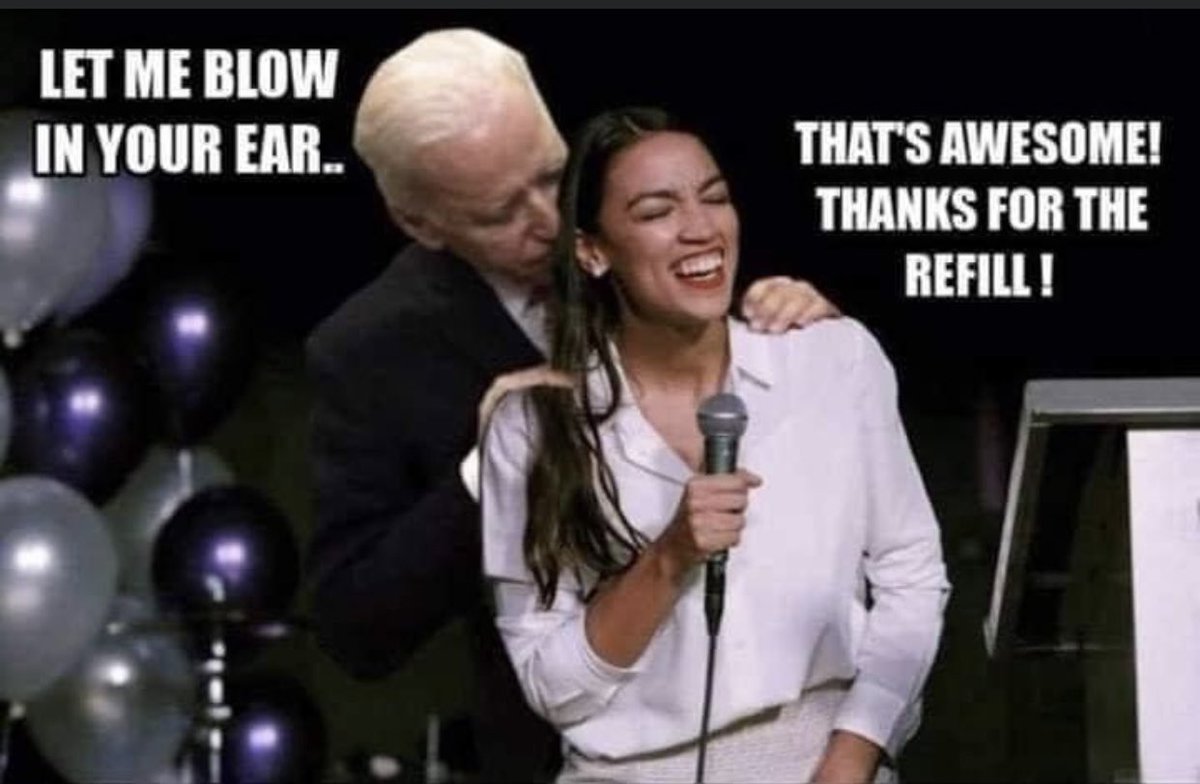 LET ME BLOW
IN YOUR EAR..
THAT'S AWESOME!
THANKS FOR THE
REFILL !